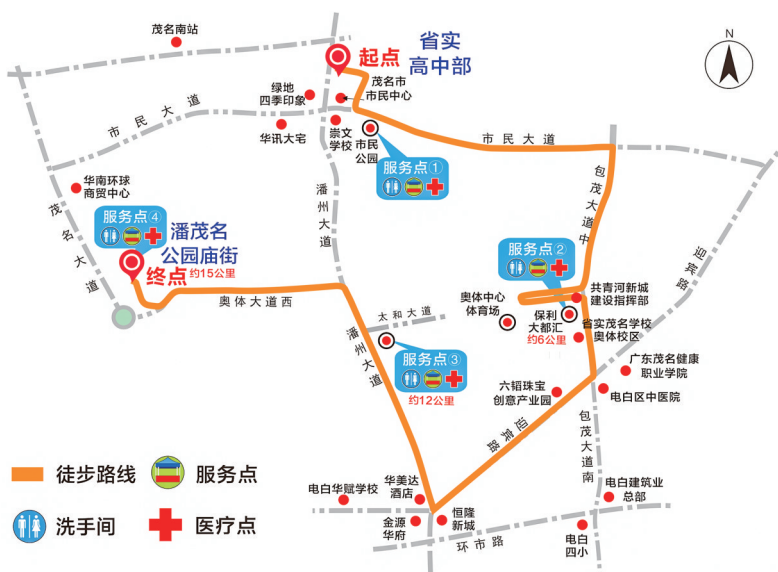 茂名南站
起点
省实
高中部
N
绿地
四季印象
茂名市
市民中心
市民大道
华讯大宅
崇文
学校
市民
公园
市民大道
服务点①
包茂大道中
华南环球
商贸中心
茂名大道
服务点④
潘茂名
公园庙街
终点
约15公里
潘州大道
迎宾路
服务点②
共青河新城
建设指挥部
奥体大道西
太和大道
奥体中心
体育场
保利
大都汇
约6公里
省实茂名学校
奥体校区
潘州大道
服务点③
约12公里
广东茂名健康
职业学院
六韬珠宝
创意产业园
电白区中医院
迎宾路
包茂大道南
徒步路线
服务点
洗手间
医疗点
电白华赋学校
华美达
酒店
金源
华府
恒隆
新城
环市路
电白建筑业
总部
电白
四小